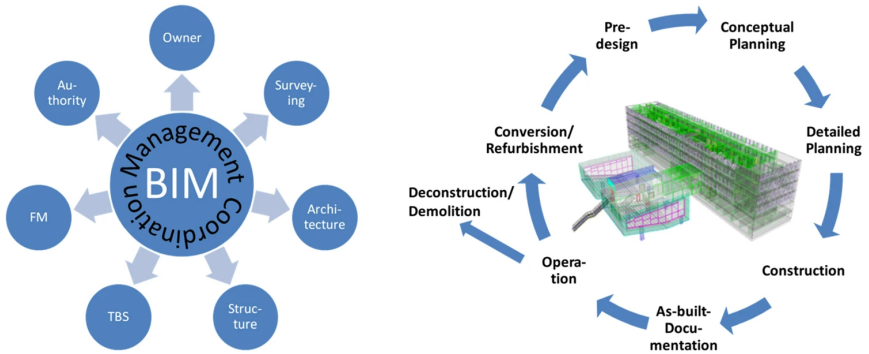 Owner
Au-
thority
Survey-
ing
Management
BIM
Coordination
FM
Archi-
tecture
TBS
Struc-
ture
Pre-
design
Conceptual
Planning
Detailed
Planning
Construction
As-built-
Docu-
mentation
Opera-
tion
Deconstruction/
Demolition
Conversion/
Refurbishment